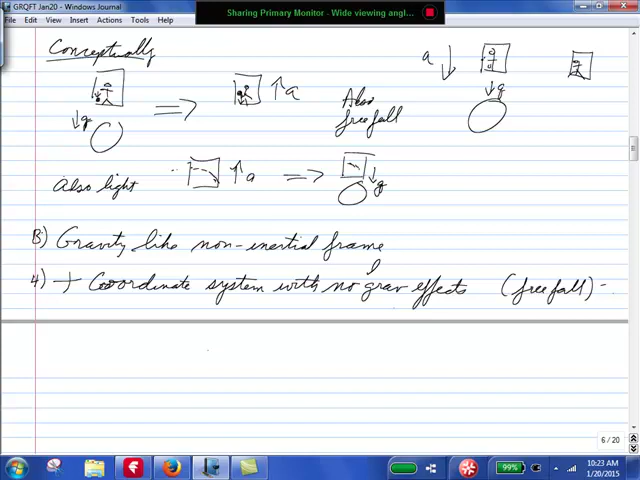 GRQFT Jan20 - Windows Journal
Sharing Primary Monitor - Wide viewing angl...
File Edit View Insert Actions Tools Help
Conceptually
↓g ⇒ ↑a
Also
free fall
a↓ ↓g
Also light ↑a ⇒ ↓g
B) Gravity like non-inertial frame
4) → Coordinate system with no grav effects (free fall) -
6 / 20
99%
10:23 AM
1/20/2015